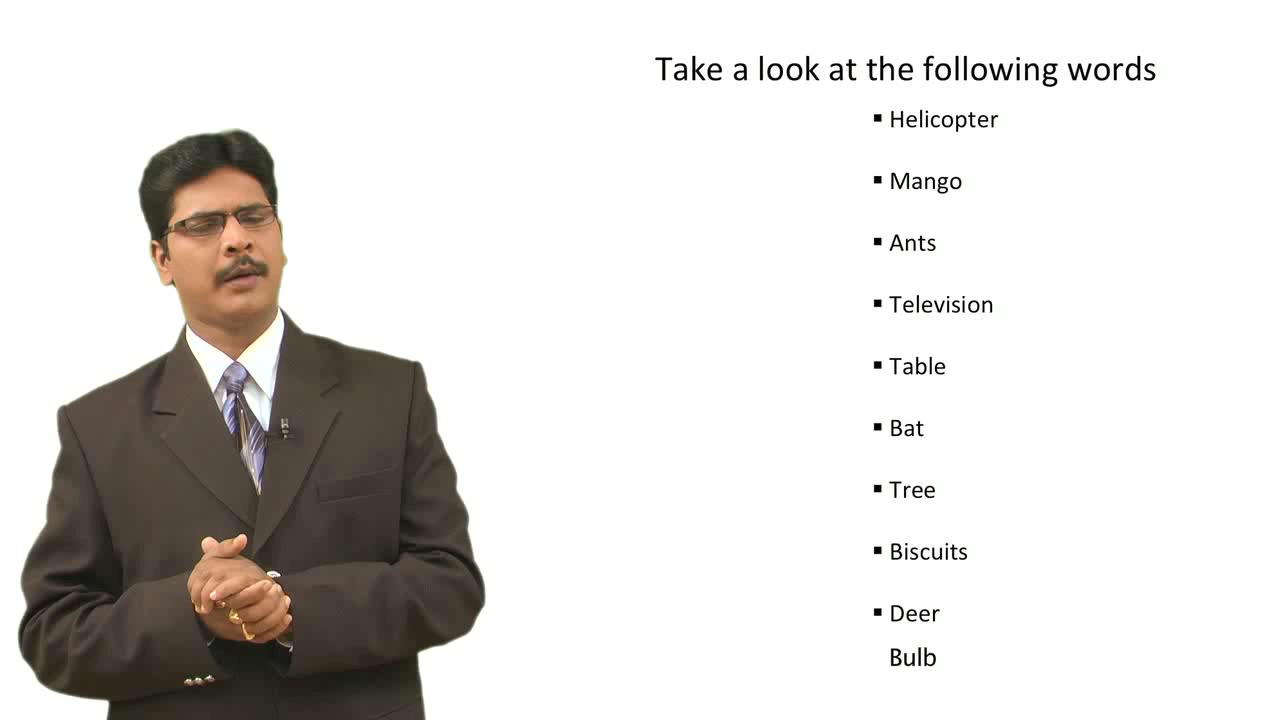 Take a look at the following words
▪ Helicopter
▪ Mango
▪ Ants
▪ Television
▪ Table
▪ Bat
▪ Tree
▪ Biscuits
▪ Deer
Bulb